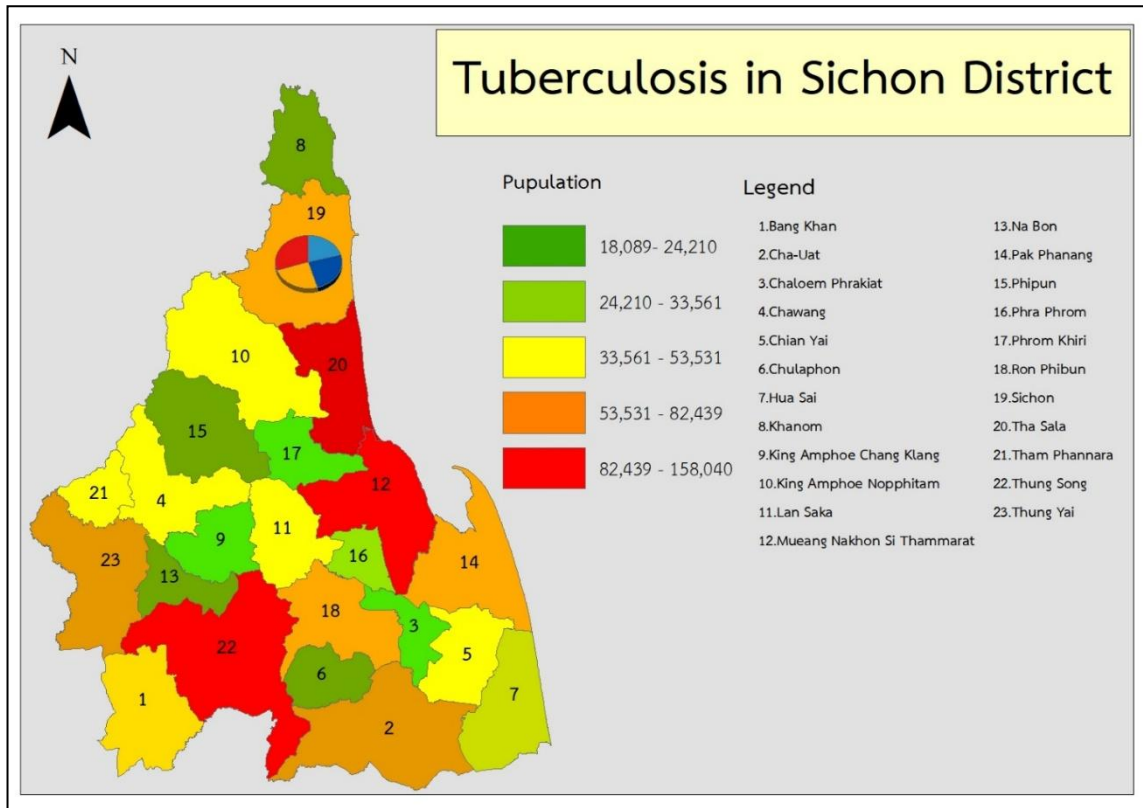 Tuberculosis in Sichon District
N
Pupulation
18,089- 24,210
24,210 - 33,561
33,561 - 53,531
53,531 - 82,439
82,439 - 158,040
Legend
1.Bang Khan
2.Cha-Uat
3.Chaloem Phrakiat
4.Chawang
5.Chian Yai
6.Chulaphon
7.Hua Sai
8.Khanom
9.King Amphoe Chang Klang
10.King Amphoe Nopphitam
11.Lan Saka
12.Mueang Nakhon Si Thammarat
13.Na Bon
14.Pak Phanang
15.Phipun
16.Phra Phrom
17.Phrom Khiri
18.Ron Phibun
19.Sichon
20.Tha Sala
21.Tham Phannara
22.Thung Song
23.Thung Yai
8
19
10
20
15
17
12
21
4
11
9
16
14
23
13
18
3
22
5
6
7
1
2